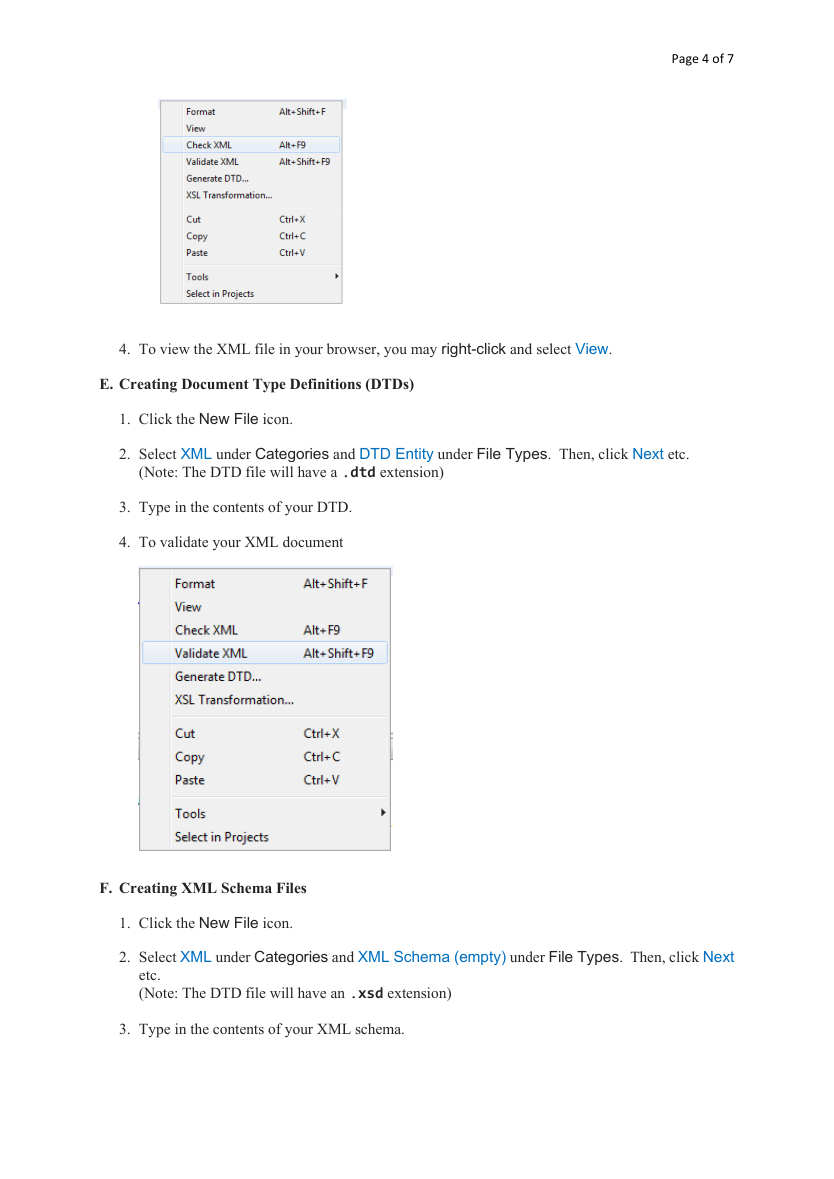 Page 4 of 7
Format Alt+Shift+F
View
Check XML Alt+F9
Validate XML Alt+Shift+F9
Generate DTD...
XSL Transformation...
Cut Ctrl+X
Copy Ctrl+C
Paste Ctrl+V
Tools
Select in Projects
4. To view the XML file in your browser, you may right-click and select View.
E. Creating Document Type Definitions (DTDs)
1. Click the New File icon.
2. Select XML under Categories and DTD Entity under File Types. Then, click Next etc.
(Note: The DTD file will have a .dtd extension)
3. Type in the contents of your DTD.
4. To validate your XML document
Format Alt+Shift+F
View
Check XML Alt+F9
Validate XML Alt+Shift+F9
Generate DTD...
XSL Transformation...
Cut Ctrl+X
Copy Ctrl+C
Paste Ctrl+V
Tools
Select in Projects
F. Creating XML Schema Files
1. Click the New File icon.
2. Select XML under Categories and XML Schema (empty) under File Types. Then, click Next
etc.
(Note: The DTD file will have an .xsd extension)
3. Type in the contents of your XML schema.